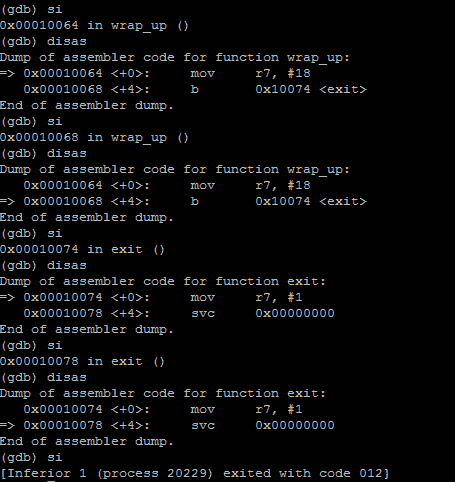 (gdb) si
0x00010064 in wrap_up ()
(gdb) disas
Dump of assembler code for function wrap_up:
=> 0x00010064 <+0>:     mov     r7, #18
   0x00010068 <+4>:     b       0x10074 <exit>
End of assembler dump.
(gdb) si
0x00010068 in wrap_up ()
(gdb) disas
Dump of assembler code for function wrap_up:
   0x00010064 <+0>:     mov     r7, #18
=> 0x00010068 <+4>:     b       0x10074 <exit>
End of assembler dump.
(gdb) si
0x00010074 in exit ()
(gdb) disas
Dump of assembler code for function exit:
=> 0x00010074 <+0>:     mov     r7, #1
   0x00010078 <+4>:     svc     0x00000000
End of assembler dump.
(gdb) si
0x00010078 in exit ()
(gdb) disas
Dump of assembler code for function exit:
   0x00010074 <+0>:     mov     r7, #1
=> 0x00010078 <+4>:     svc     0x00000000
End of assembler dump.
(gdb) si
[Inferior 1 (process 20229) exited with code 012]